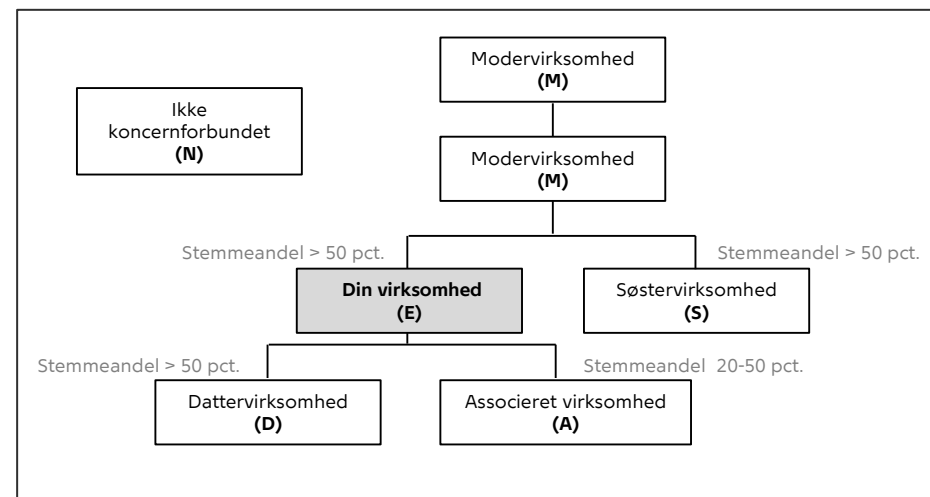 Modervirksomhed
(M)
Ikke
koncernforbundet
(N)
Modervirksomhed
(M)
Stemmeandel > 50 pct.
Stemmeandel > 50 pct.
Din virksomhed
(E)
Søstervirksomhed
(S)
Stemmeandel > 50 pct.
Stemmeandel 20-50 pct.
Dattervirksomhed
(D)
Associeret virksomhed
(A)